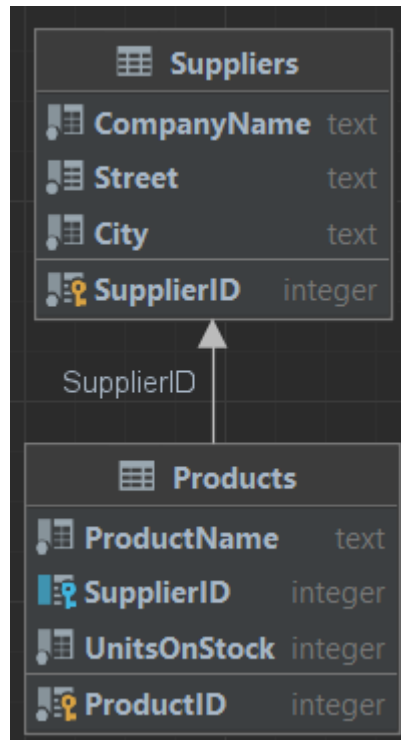 Suppliers
CompanyName text
Street text
City text
SupplierID integer
SupplierID
Products
ProductName text
SupplierID integer
UnitsOnStock integer
ProductID integer